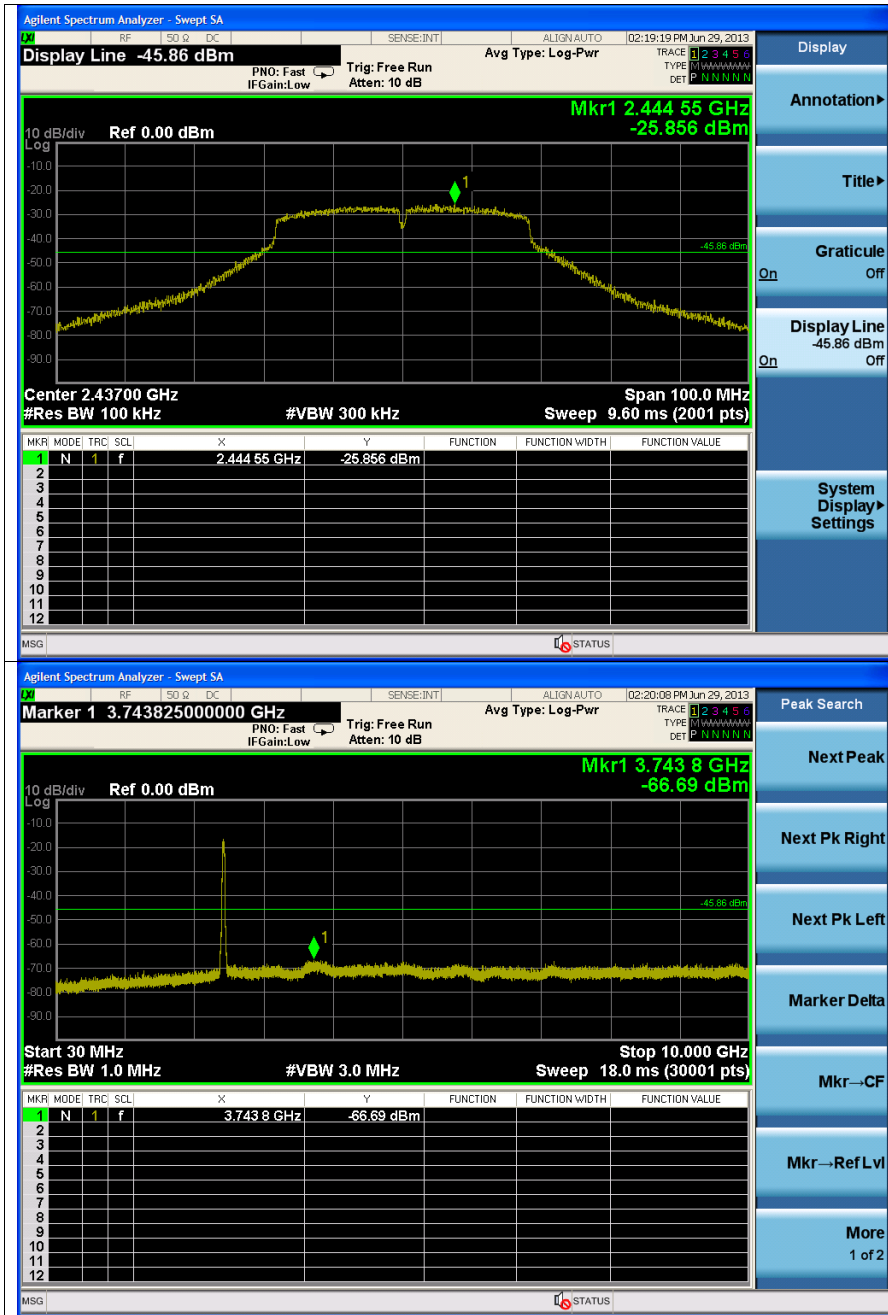 Agilent Spectrum Analyzer - Swept SA
LXI RF 50 Ω DC SENSE:INT ALIGN AUTO 02:19:19 PM Jun 29, 2013
Display Line -45.86 dBm
PNO: Fast
IFGain:Low
Trig: Free Run
Atten: 10 dB
Avg Type: Log-Pwr
TRACE 1 2 3 4 5 6
TYPE M
DET P N N N N N
Mkr1 2.444 55 GHz
-25.856 dBm
10 dB/div Ref 0.00 dBm
Log
-10.0
-20.0
1
-30.0
-40.0
-45.86 dBm
-50.0
-60.0
-70.0
-80.0
-90.0
Center 2.43700 GHz Span 100.0 MHz
#Res BW 100 kHz #VBW 300 kHz Sweep 9.60 ms (2001 pts)
MKR MODE TRC SCL X Y FUNCTION FUNCTION WIDTH FUNCTION VALUE
1 N 1 f 2.444 55 GHz -25.856 dBm
2
3
4
5
6
7
8
9
10
11
12
MSG STATUS
Display
Annotation
Title
Graticule
On Off
Display Line
-45.86 dBm
On Off
System
Display
Settings
Agilent Spectrum Analyzer - Swept SA
LXI RF 50 Ω DC SENSE:INT ALIGN AUTO 02:20:08 PM Jun 29, 2013
Marker 1 3.743825000000 GHz
PNO: Fast
IFGain:Low
Trig: Free Run
Atten: 10 dB
Avg Type: Log-Pwr
TRACE 1 2 3 4 5 6
TYPE M
DET P N N N N N
Mkr1 3.743 8 GHz
-66.69 dBm
10 dB/div Ref 0.00 dBm
Log
-10.0
-20.0
-30.0
-40.0
-45.86 dBm
-50.0
-60.0
1
-70.0
-80.0
-90.0
Start 30 MHz Stop 10.000 GHz
#Res BW 1.0 MHz #VBW 3.0 MHz Sweep 18.0 ms (30001 pts)
MKR MODE TRC SCL X Y FUNCTION FUNCTION WIDTH FUNCTION VALUE
1 N 1 f 3.743 8 GHz -66.69 dBm
2
3
4
5
6
7
8
9
10
11
12
MSG STATUS
Peak Search
Next Peak
Next Pk Right
Next Pk Left
Marker Delta
Mkr→CF
Mkr→Ref Lvl
More
1 of 2